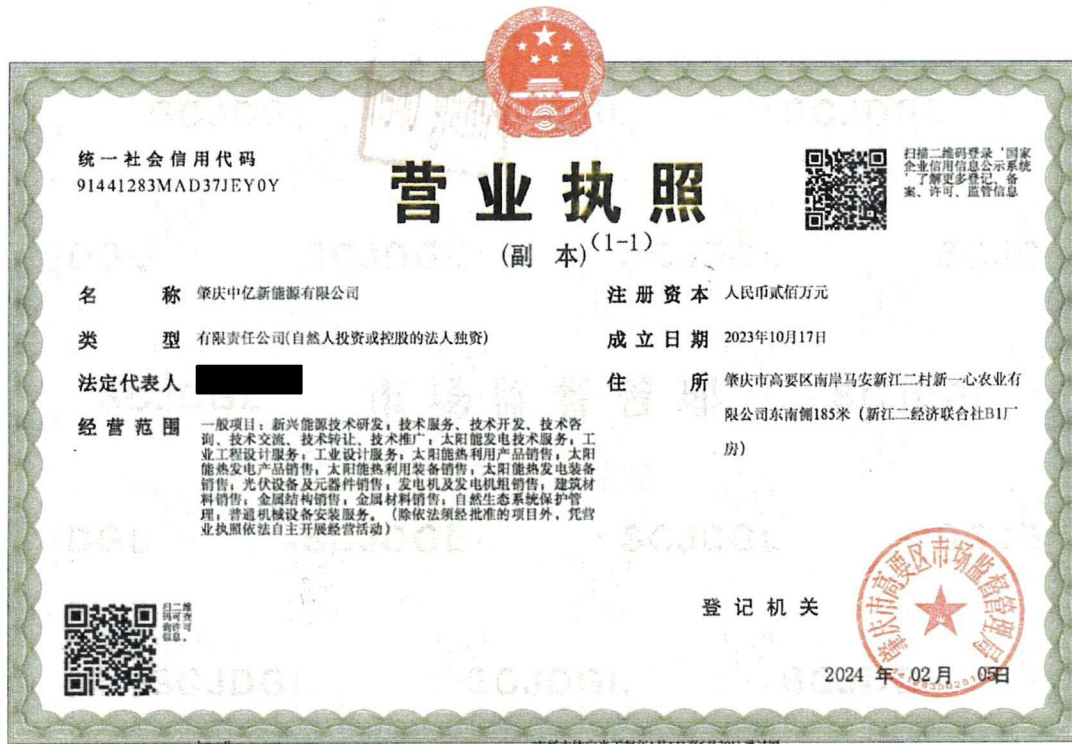 统一社会信用代码
91441283MAD37JEY0Y
营业执照
(副 本)(1-1)
扫描二维码登录‘国家
企业信用信息公示系统
’了解更多登记、备
案、许可、监管信息
名 称 肇庆中亿新能源有限公司
类 型 有限责任公司(自然人投资或控股的法人独资)
法定代表人
经营范围 一般项目：新兴能源技术研发；技术服务、技术开发、技术咨
询、技术交流、技术转让、技术推广；太阳能发电技术服务；工
业工程设计服务；工业设计服务；太阳能热利用产品销售；太阳
能热发电产品销售；太阳能热利用装备销售；太阳能热发电装备
销售；光伏设备及元器件销售；发电机及发电机组销售；建筑材
料销售；金属结构销售；金属材料销售；自然生态系统保护管
理；普通机械设备安装服务。（除依法须经批准的项目外，凭营
业执照依法自主开展经营活动）
注册资本 人民币贰佰万元
成立日期 2023年10月17日
住 所 肇庆市高要区南岸马安新江二村新一心农业有
限公司东南侧185米（新江二经济联合社B1厂
房）
扫二维
码可查
询许可
信息。
登记机关
肇庆市高要区市场监督管理局
2024 年 02月 05日
SCJDGL